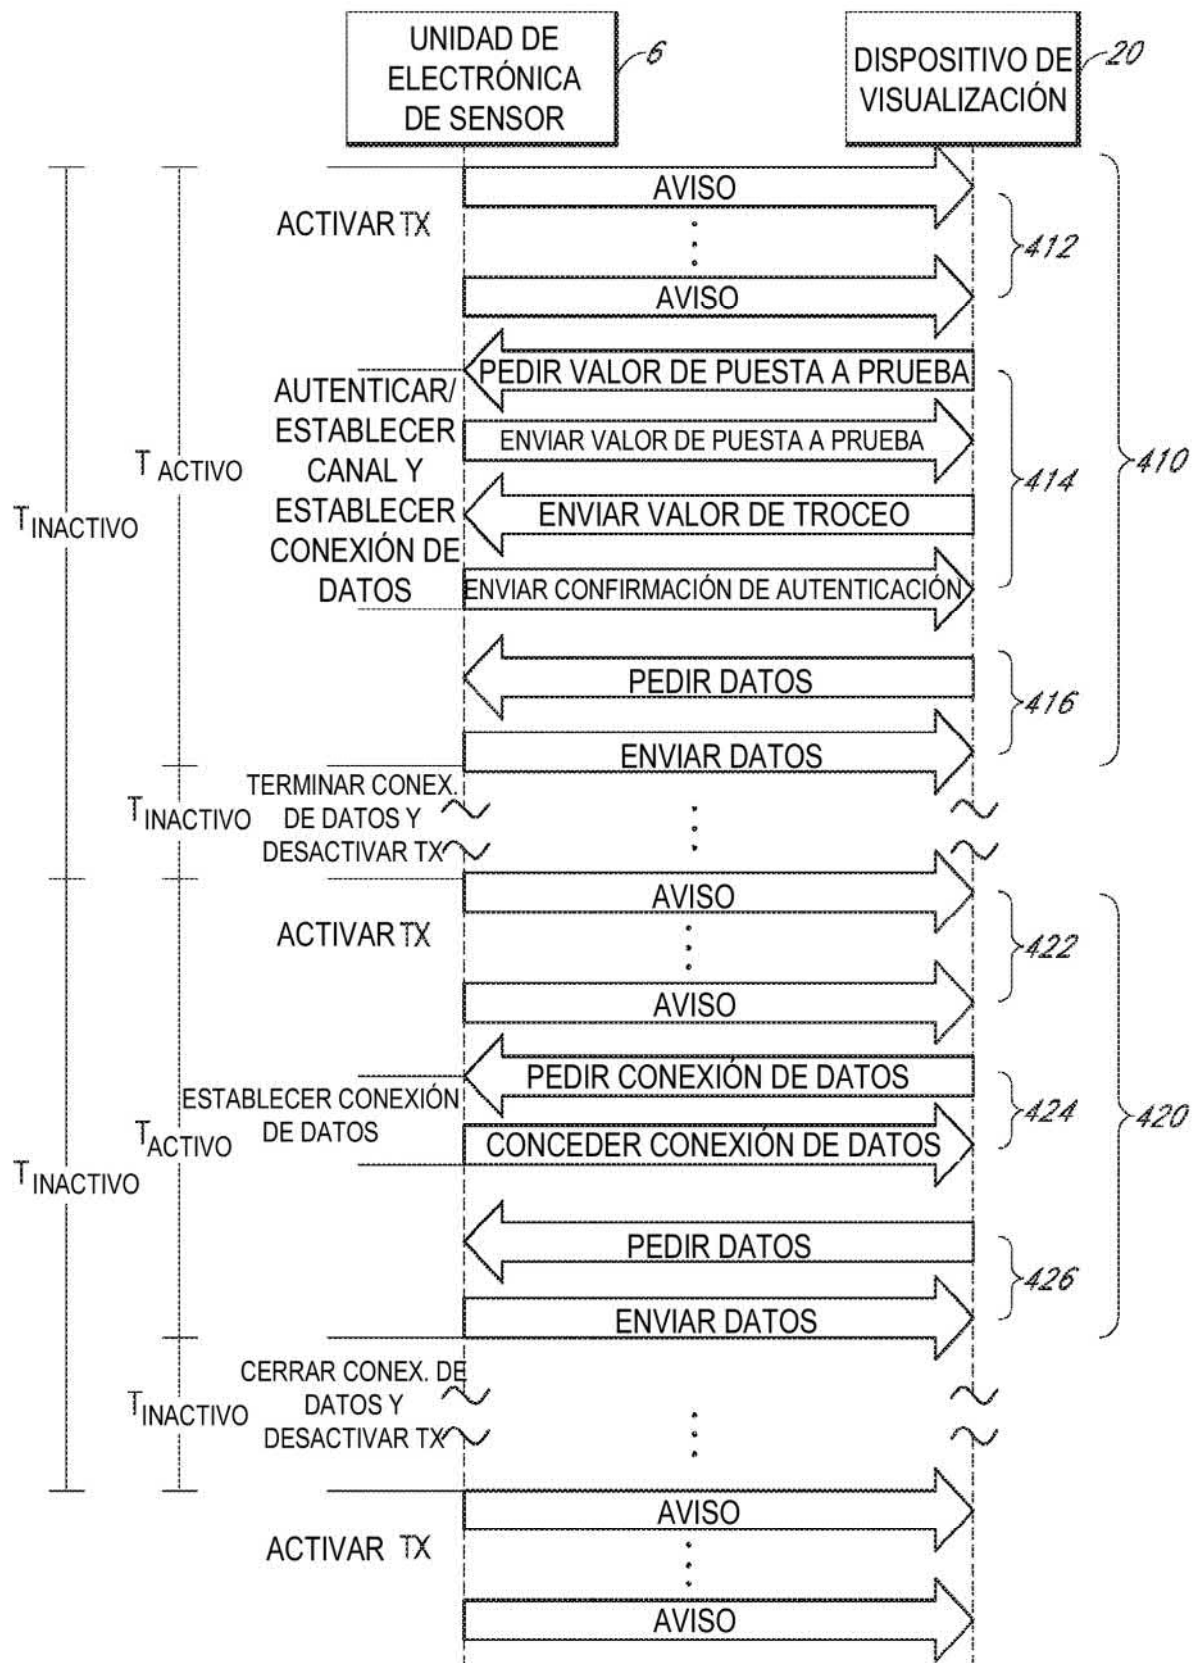 UNIDAD DE
ELECTRÓNICA
DE SENSOR
6
DISPOSITIVO DE
VISUALIZACIÓN
20
AVISO
ACTIVAR TX
412
AVISO
PEDIR VALOR DE PUESTA A PRUEBA
AUTENTICAR/
ESTABLECER
CANAL Y
ESTABLECER
CONEXIÓN DE
DATOS
ENVIAR VALOR DE PUESTA A PRUEBA
T ACTIVO
414
410
T INACTIVO
ENVIAR VALOR DE TROCEO
ENVIAR CONFIRMACIÓN DE AUTENTICACIÓN
PEDIR DATOS
416
ENVIAR DATOS
T INACTIVO
TERMINAR CONEX.
DE DATOS Y
DESACTIVAR TX
AVISO
ACTIVAR TX
422
AVISO
PEDIR CONEXIÓN DE DATOS
ESTABLECER CONEXIÓN
DE DATOS
424
420
T ACTIVO
CONCEDER CONEXIÓN DE DATOS
T INACTIVO
PEDIR DATOS
426
ENVIAR DATOS
CERRAR CONEX. DE
DATOS Y
DESACTIVAR TX
T INACTIVO
AVISO
ACTIVAR TX
AVISO